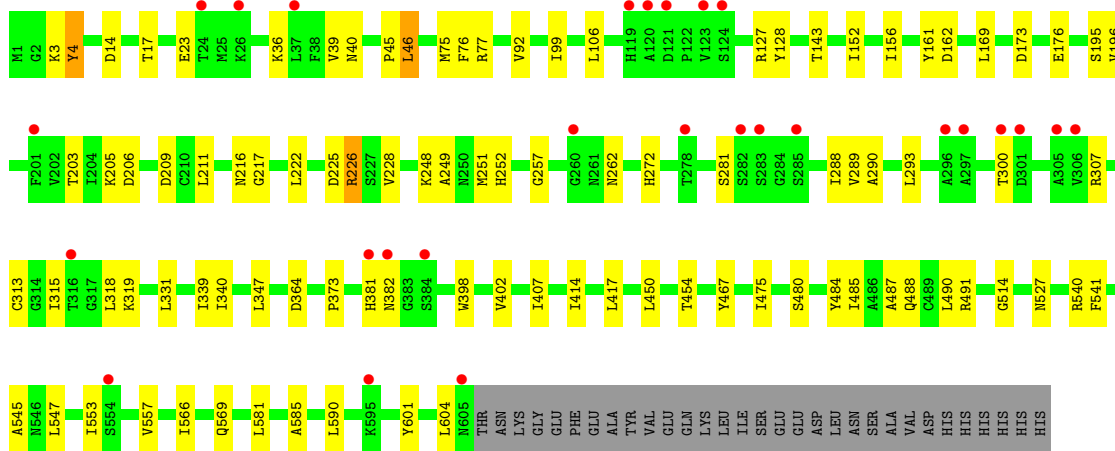 M1 G2 K3 Y4 D14 T17 E23 T24 M25 K26 K36 L37 F38 V39 N40 P45 L46 M75 F76 R77 V92 I99 L106 H119 A120 D121 P122 V123 S124 R127 Y128 T143 I152 I156 Y161 D162 L169 D173 E176 S195 V196
F201 V202 T203 I204 K205 D206 D209 C210 L211 N216 G217 L222 D225 R226 S227 V228 K248 A249 N250 M251 H252 G257 G260 N261 N262 H272 T278 S281 S282 S283 G284 S285 I288 V289 A290 L293 A296 A297 T300 D301 A305 V306 R307
C313 G314 I315 T316 G317 L318 K319 L331 I339 I340 L347 D364 P373 H381 N382 G383 S384 W398 V402 I407 I414 L417 L450 T454 Y467 I475 S480 Y484 I485 A486 A487 Q488 C489 L490 R491 G514 N527 R540 F541
A545 N546 L547 I553 S554 V557 I566 Q569 L581 A585 L590 K595 Y601 L604 N605 THR ASN LYS GLY GLU PHE GLU ALA TYR VAL GLU GLN LYS LEU ILE SER GLU GLU ASP LEU ASN SER ALA VAL ASP HIS HIS HIS HIS HIS HIS